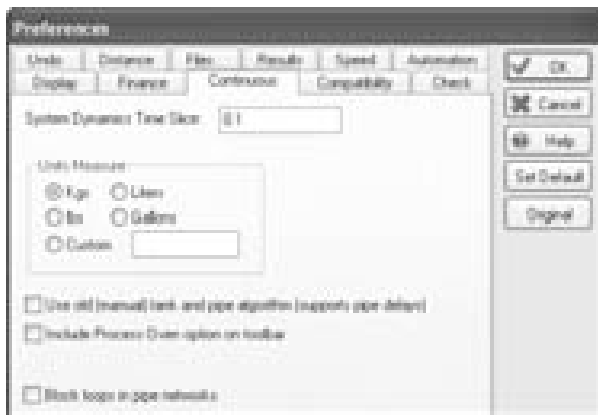 Preferences
Undo Distance Files Results Speed Automation
Display Finance Continuous Compatibility Check
System Dynamics Time Slice: 0.1
Units Measure
Kgs Liters
lbs Gallons
Custom
Use old (manual) tank and pipe algorithm (supports pipe delays)
Include Process Oven option on toolbar
Block loops in pipe networks
OK
Cancel
Help
Set Default
Original